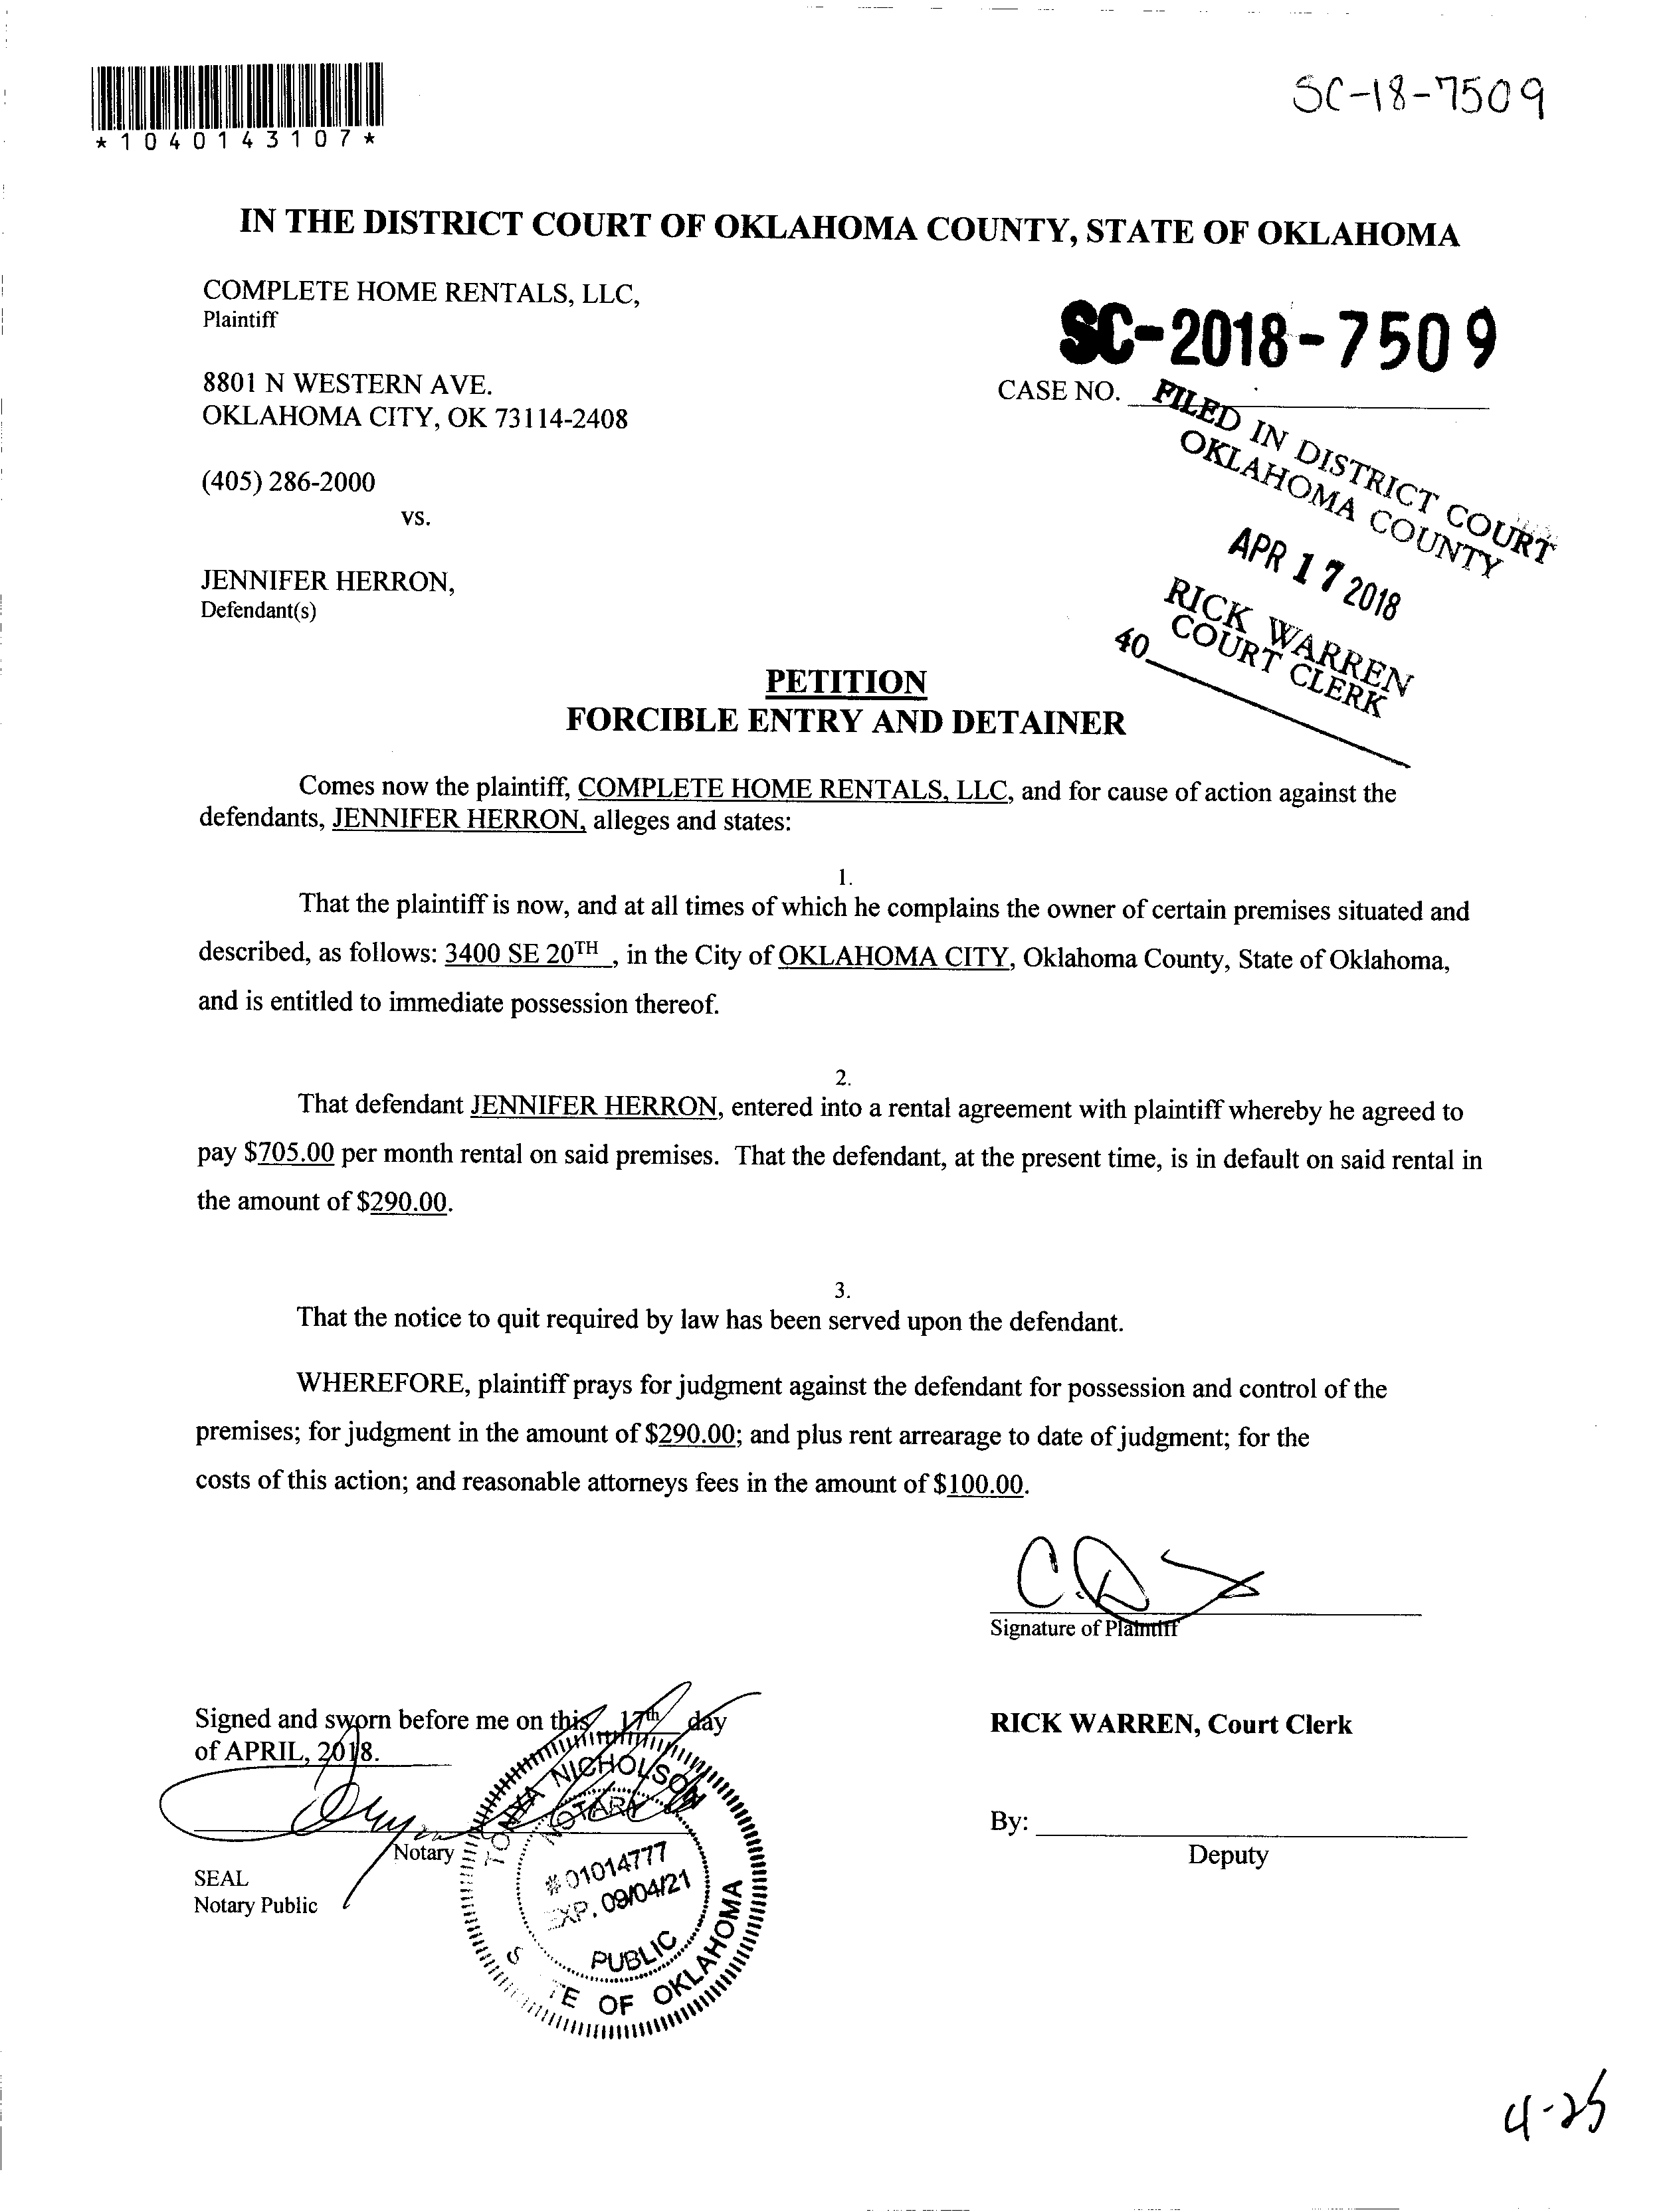 SC-18-7509
*1040143107*
IN THE DISTRICT COURT OF OKLAHOMA COUNTY, STATE OF OKLAHOMA
COMPLETE HOME RENTALS, LLC,
Plaintiff
SC-2018-7509
8801 N WESTERN AVE.
CASE NO.
OKLAHOMA CITY, OK 73114-2408
FILED IN DISTRICT COURT
OKLAHOMA COUNTY
(405) 286-2000
vs.
APR 17 2018
JENNIFER HERRON,
Defendant(s)
RICK WARREN
COURT CLERK
40
PETITION
FORCIBLE ENTRY AND DETAINER
Comes now the plaintiff, COMPLETE HOME RENTALS, LLC, and for cause of action against the
defendants, JENNIFER HERRON, alleges and states:
1.
That the plaintiff is now, and at all times of which he complains the owner of certain premises situated and
described, as follows: 3400 SE 20TH , in the City of OKLAHOMA CITY, Oklahoma County, State of Oklahoma,
and is entitled to immediate possession thereof.
2.
That defendant JENNIFER HERRON, entered into a rental agreement with plaintiff whereby he agreed to
pay $705.00 per month rental on said premises. That the defendant, at the present time, is in default on said rental in
the amount of $290.00.
3.
That the notice to quit required by law has been served upon the defendant.
WHEREFORE, plaintiff prays for judgment against the defendant for possession and control of the
premises; for judgment in the amount of $290.00; and plus rent arrearage to date of judgment; for the
costs of this action; and reasonable attorneys fees in the amount of $100.00.
Signature of Plaintiff
Signed and sworn before me on this 17th day
of APRIL, 2018.
RICK WARREN, Court Clerk
Notary
By:
Deputy
SEAL
Notary Public
NICHOLSON
NOTARY
# 01014777
EXP. 09/04/21
PUBLIC
OF OKLAHOMA
4-25